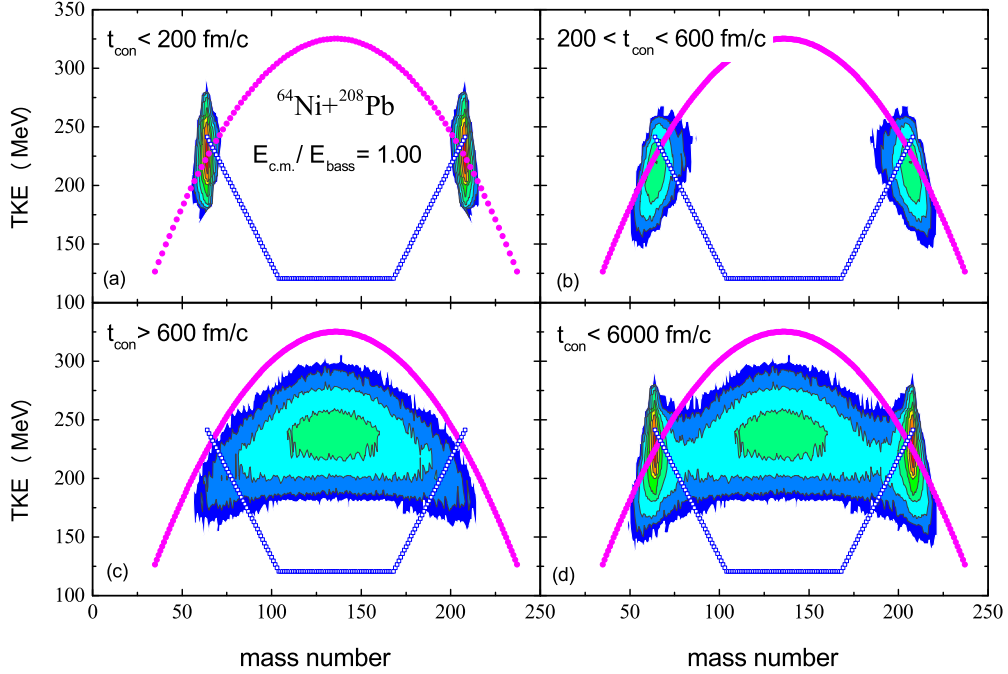 350
300
250
200
150
100
TKE ( MeV)
t_con < 200 fm/c
⁶⁴Ni+²⁰⁸Pb
E_c.m. / E_bass = 1.00
(a)
200 < t_con < 600 fm/c
(b)
350
300
250
200
150
100
TKE ( MeV)
t_con > 600 fm/c
(c)
t_con < 6000 fm/c
(d)
0 50 100 150 200 250
50 100 150 200 250
mass number mass number